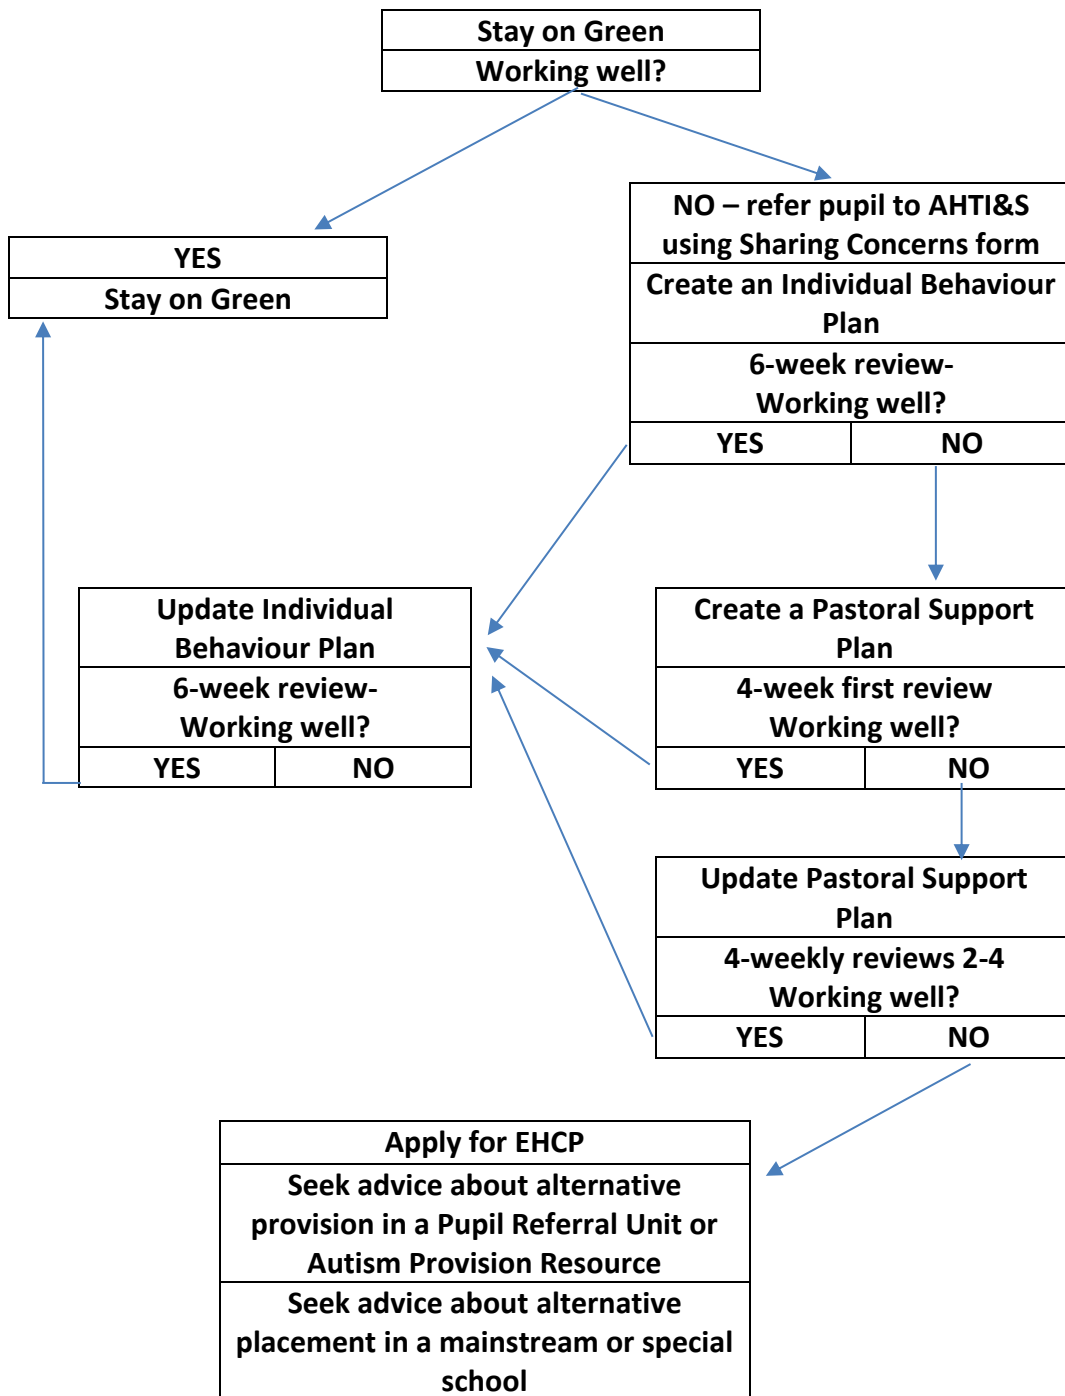 Stay on Green
Working well?
NO – refer pupil to AHTI&S
using Sharing Concerns form
Create an Individual Behaviour
Plan
6-week review-
Working well?
YES
NO
YES
Stay on Green
Update Individual
Behaviour Plan
6-week review-
Working well?
YES
NO
Create a Pastoral Support
Plan
4-week first review
Working well?
YES
NO
Update Pastoral Support
Plan
4-weekly reviews 2-4
Working well?
YES
NO
Apply for EHCP
Seek advice about alternative
provision in a Pupil Referral Unit or
Autism Provision Resource
Seek advice about alternative
placement in a mainstream or special
school